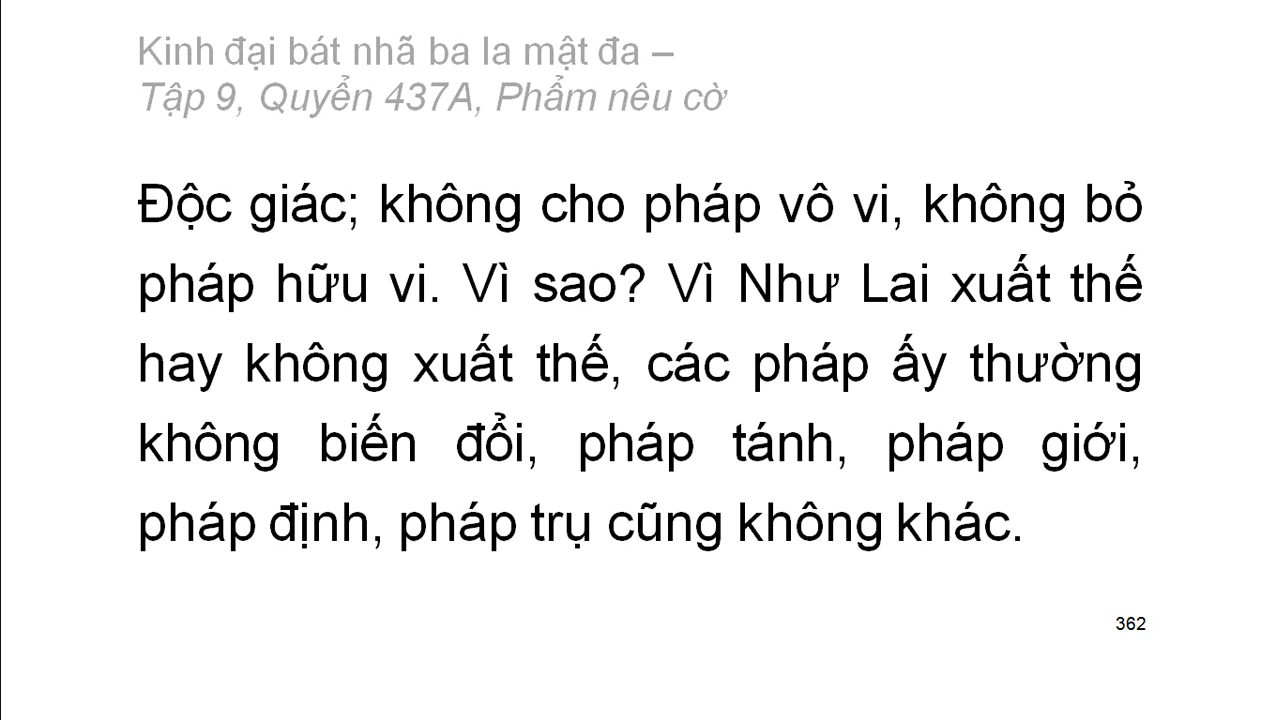 Kinh đại bát nhã ba la mật đa –
Tập 9, Quyển 437A, Phẩm nêu cờ
Độc giác; không cho pháp vô vi, không bỏ
pháp hữu vi. Vì sao? Vì Như Lai xuất thế
hay không xuất thế, các pháp ấy thường
không biến đổi, pháp tánh, pháp giới,
pháp định, pháp trụ cũng không khác.
362